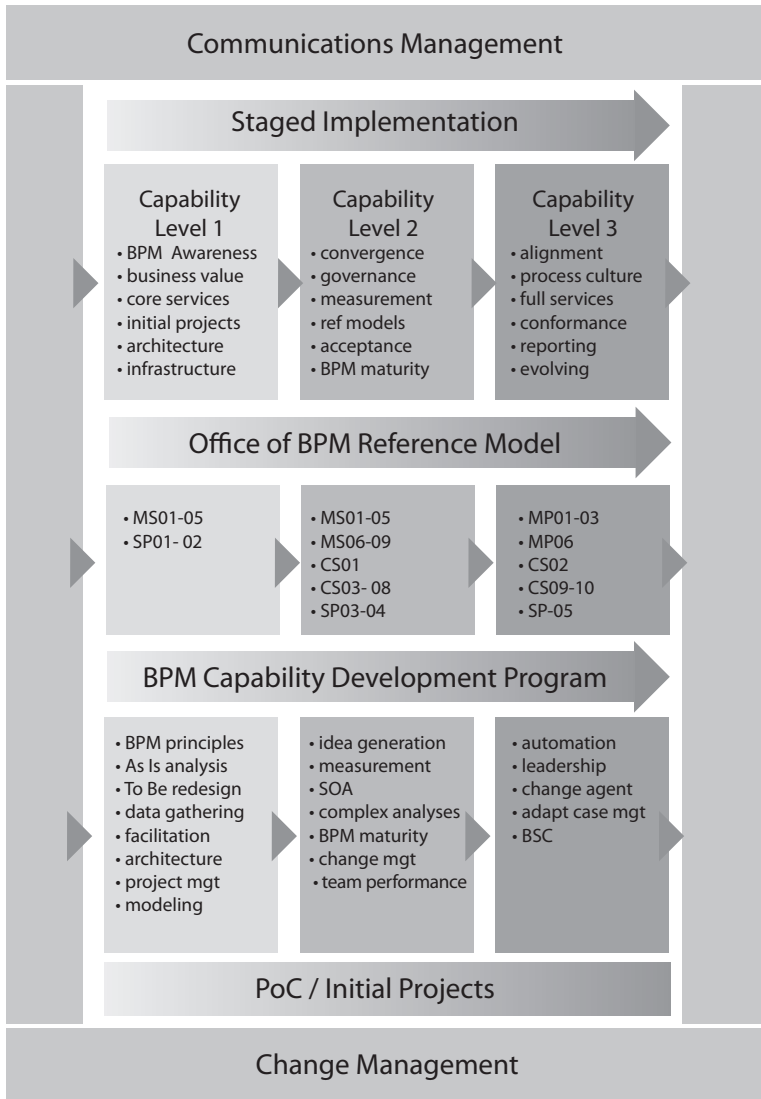 Communications Management
Staged Implementation
Capability
Level 1
• BPM Awareness
• business value
• core services
• initial projects
• architecture
• infrastructure
Capability
Level 2
• convergence
• governance
• measurement
• ref models
• acceptance
• BPM maturity
Capability
Level 3
• alignment
• process culture
• full services
• conformance
• reporting
• evolving
Office of BPM Reference Model
• MS01-05
• SP01- 02
• MS01-05
• MS06-09
• CS01
• CS03- 08
• SP03-04
• MP01-03
• MP06
• CS02
• CS09-10
• SP-05
BPM Capability Development Program
• BPM principles
• As Is analysis
• To Be redesign
• data gathering
• facilitation
• architecture
• project mgt
• modeling
• idea generation
• measurement
• SOA
• complex analyses
• BPM maturity
• change mgt
• team performance
• automation
• leadership
• change agent
• adapt case mgt
• BSC
PoC / Initial Projects
Change Management